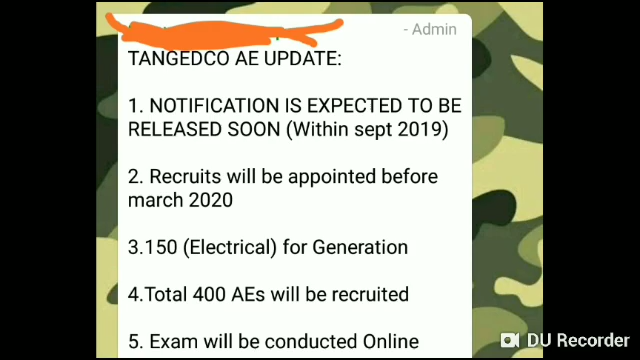 - Admin
TANGEDCO AE UPDATE:
1. NOTIFICATION IS EXPECTED TO BE
RELEASED SOON (Within sept 2019)
2. Recruits will be appointed before
march 2020
3.150 (Electrical) for Generation
4.Total 400 AEs will be recruited
5. Exam will be conducted Online
DU Recorder